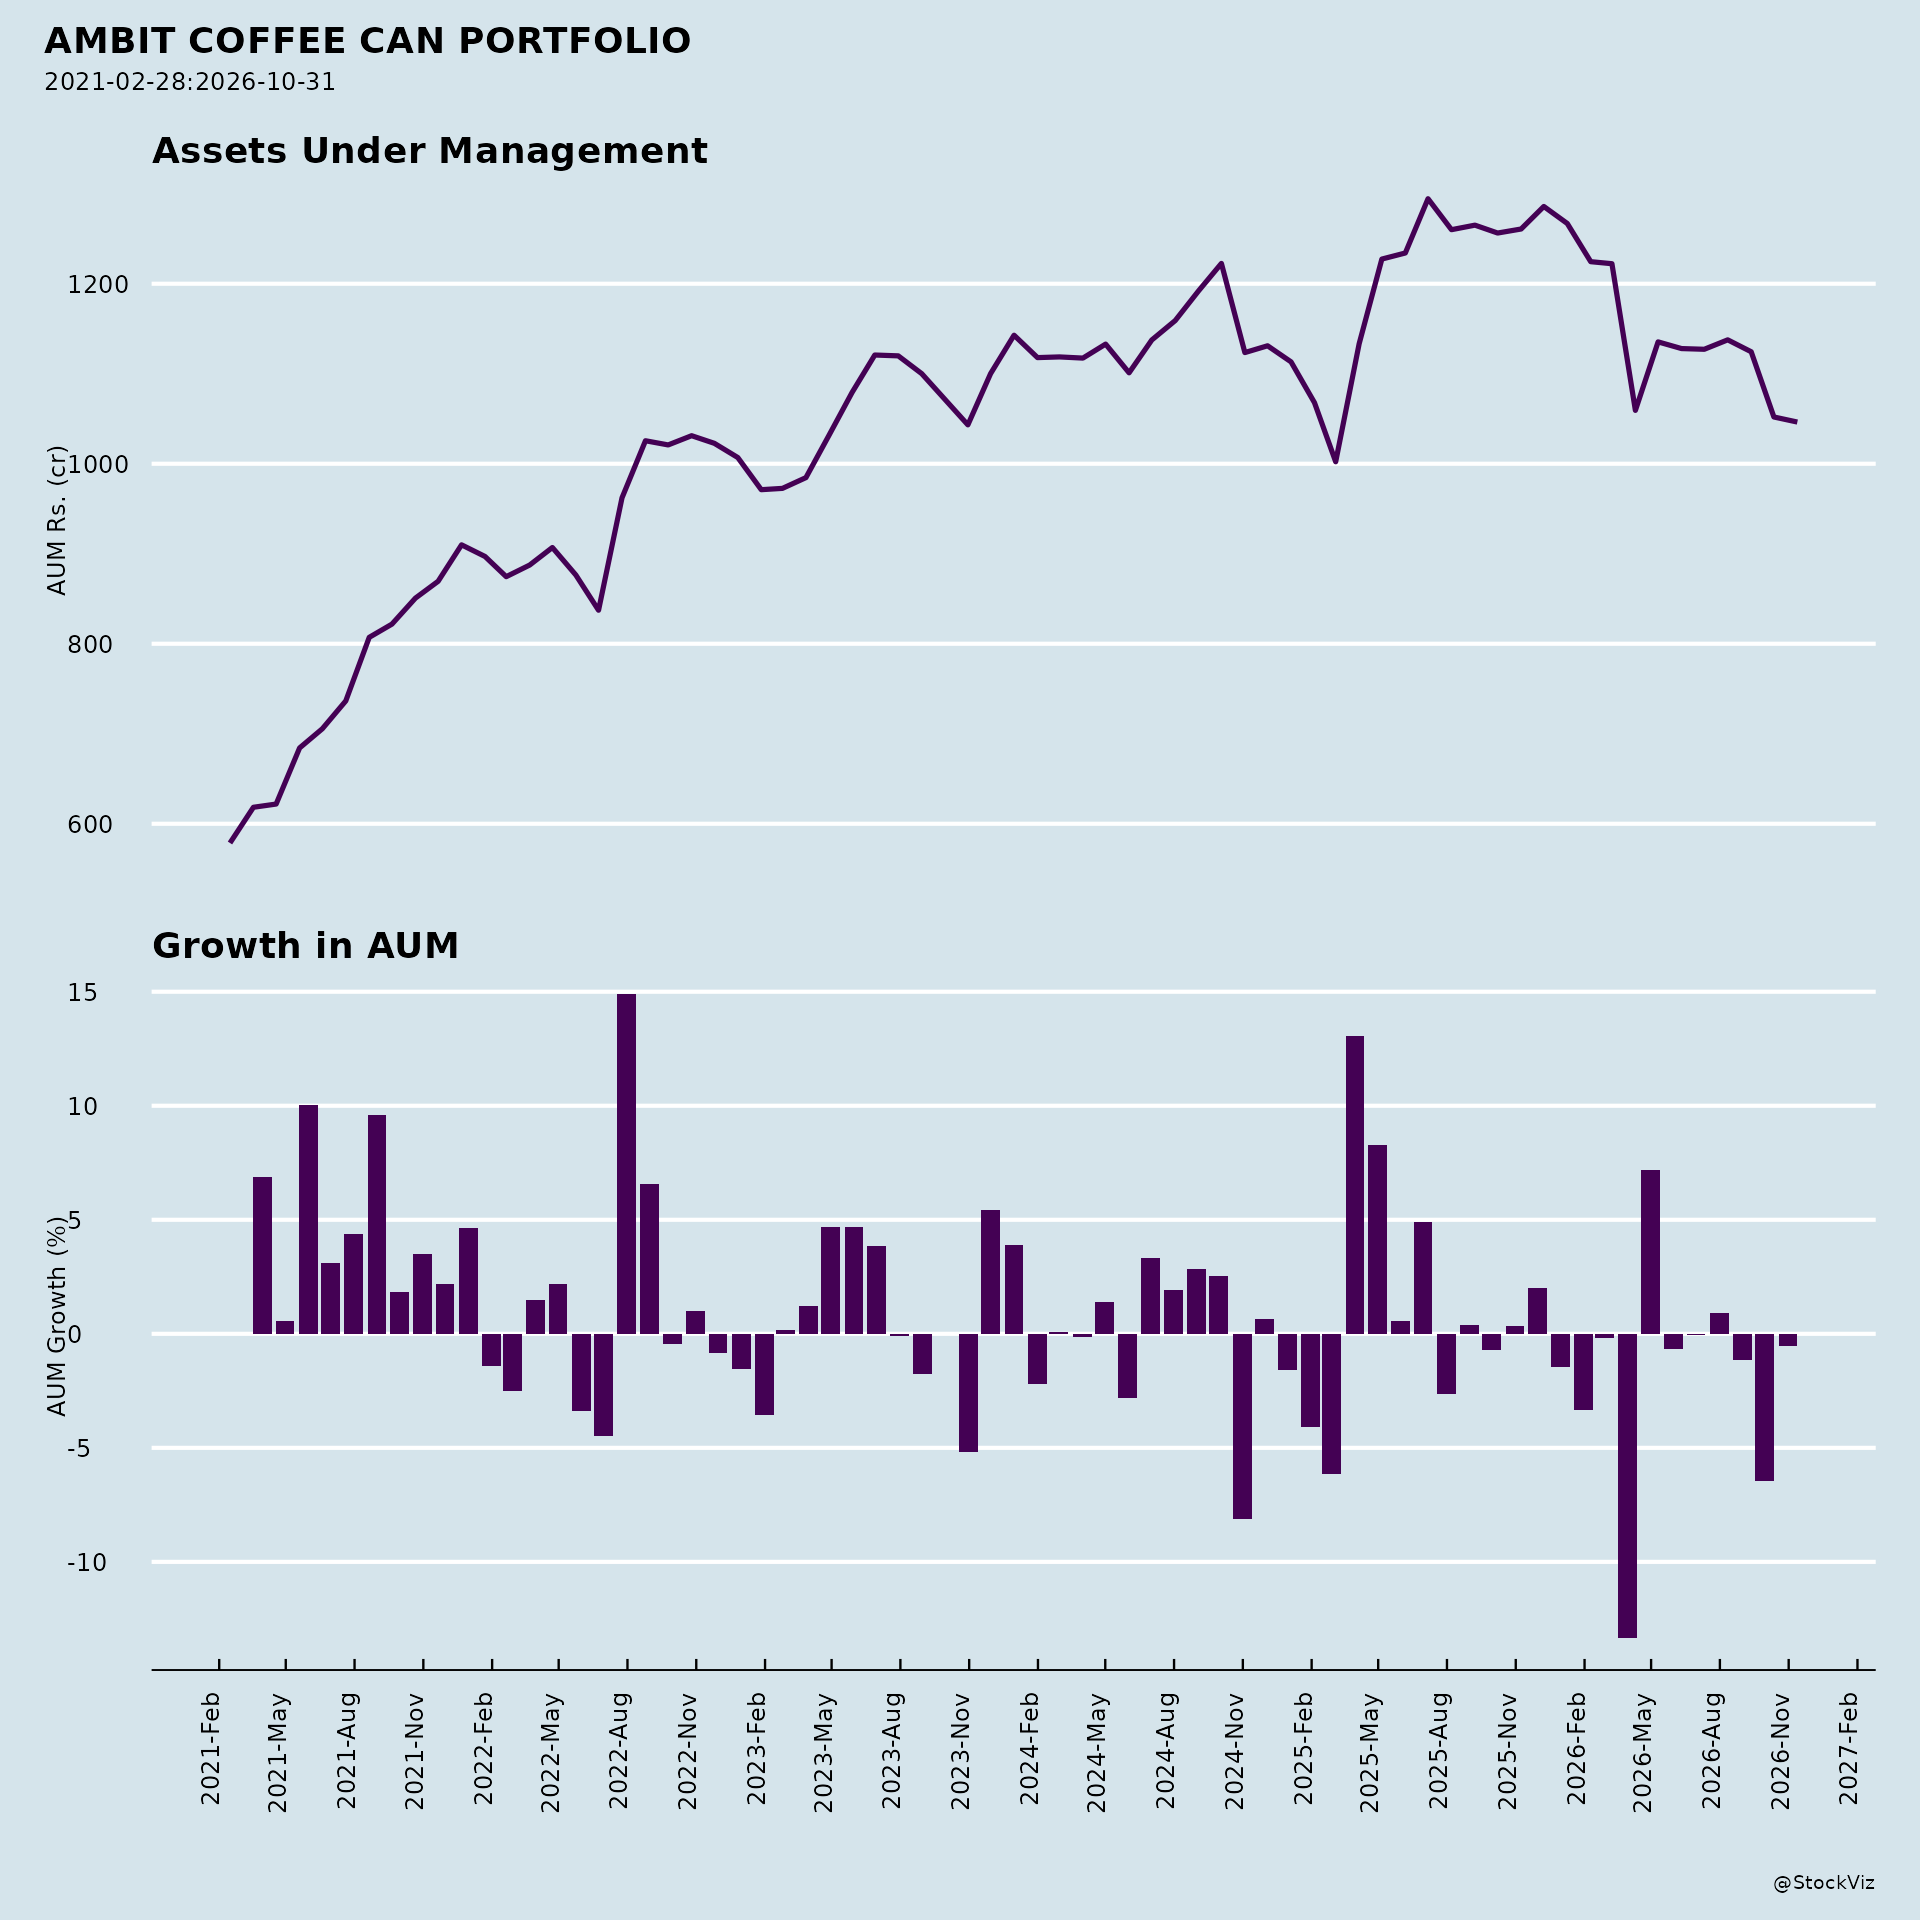 AMBIT COFFEE CAN PORTFOLIO
2021-02-28:2026-10-31
Assets Under Management
1200
1000
800
600
AUM Rs. (cr)
Growth in AUM
15
10
5
0
-5
-10
AUM Growth (%)
2021-Feb
2021-May
2021-Aug
2021-Nov
2022-Feb
2022-May
2022-Aug
2022-Nov
2023-Feb
2023-May
2023-Aug
2023-Nov
2024-Feb
2024-May
2024-Aug
2024-Nov
2025-Feb
2025-May
2025-Aug
2025-Nov
2026-Feb
2026-May
2026-Aug
2026-Nov
2027-Feb
@StockViz